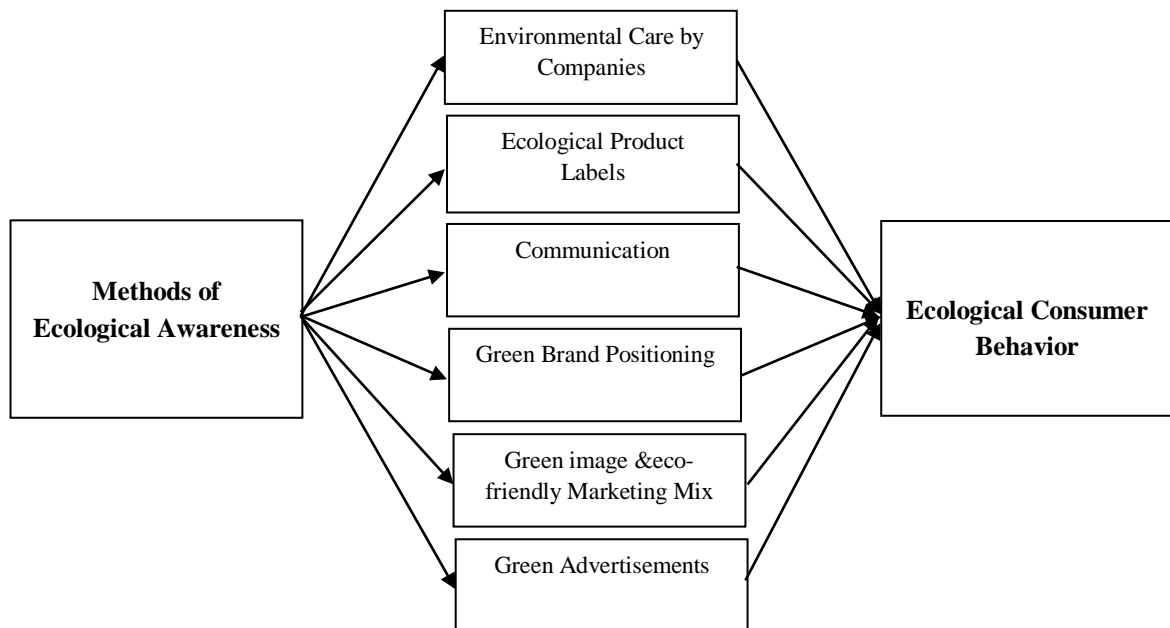 Environmental Care by
Companies
Ecological Product
Labels
Communication
Methods of
Ecological Awareness
Green Brand Positioning
Ecological Consumer
Behavior
Green image &eco-
friendly Marketing Mix
Green Advertisements